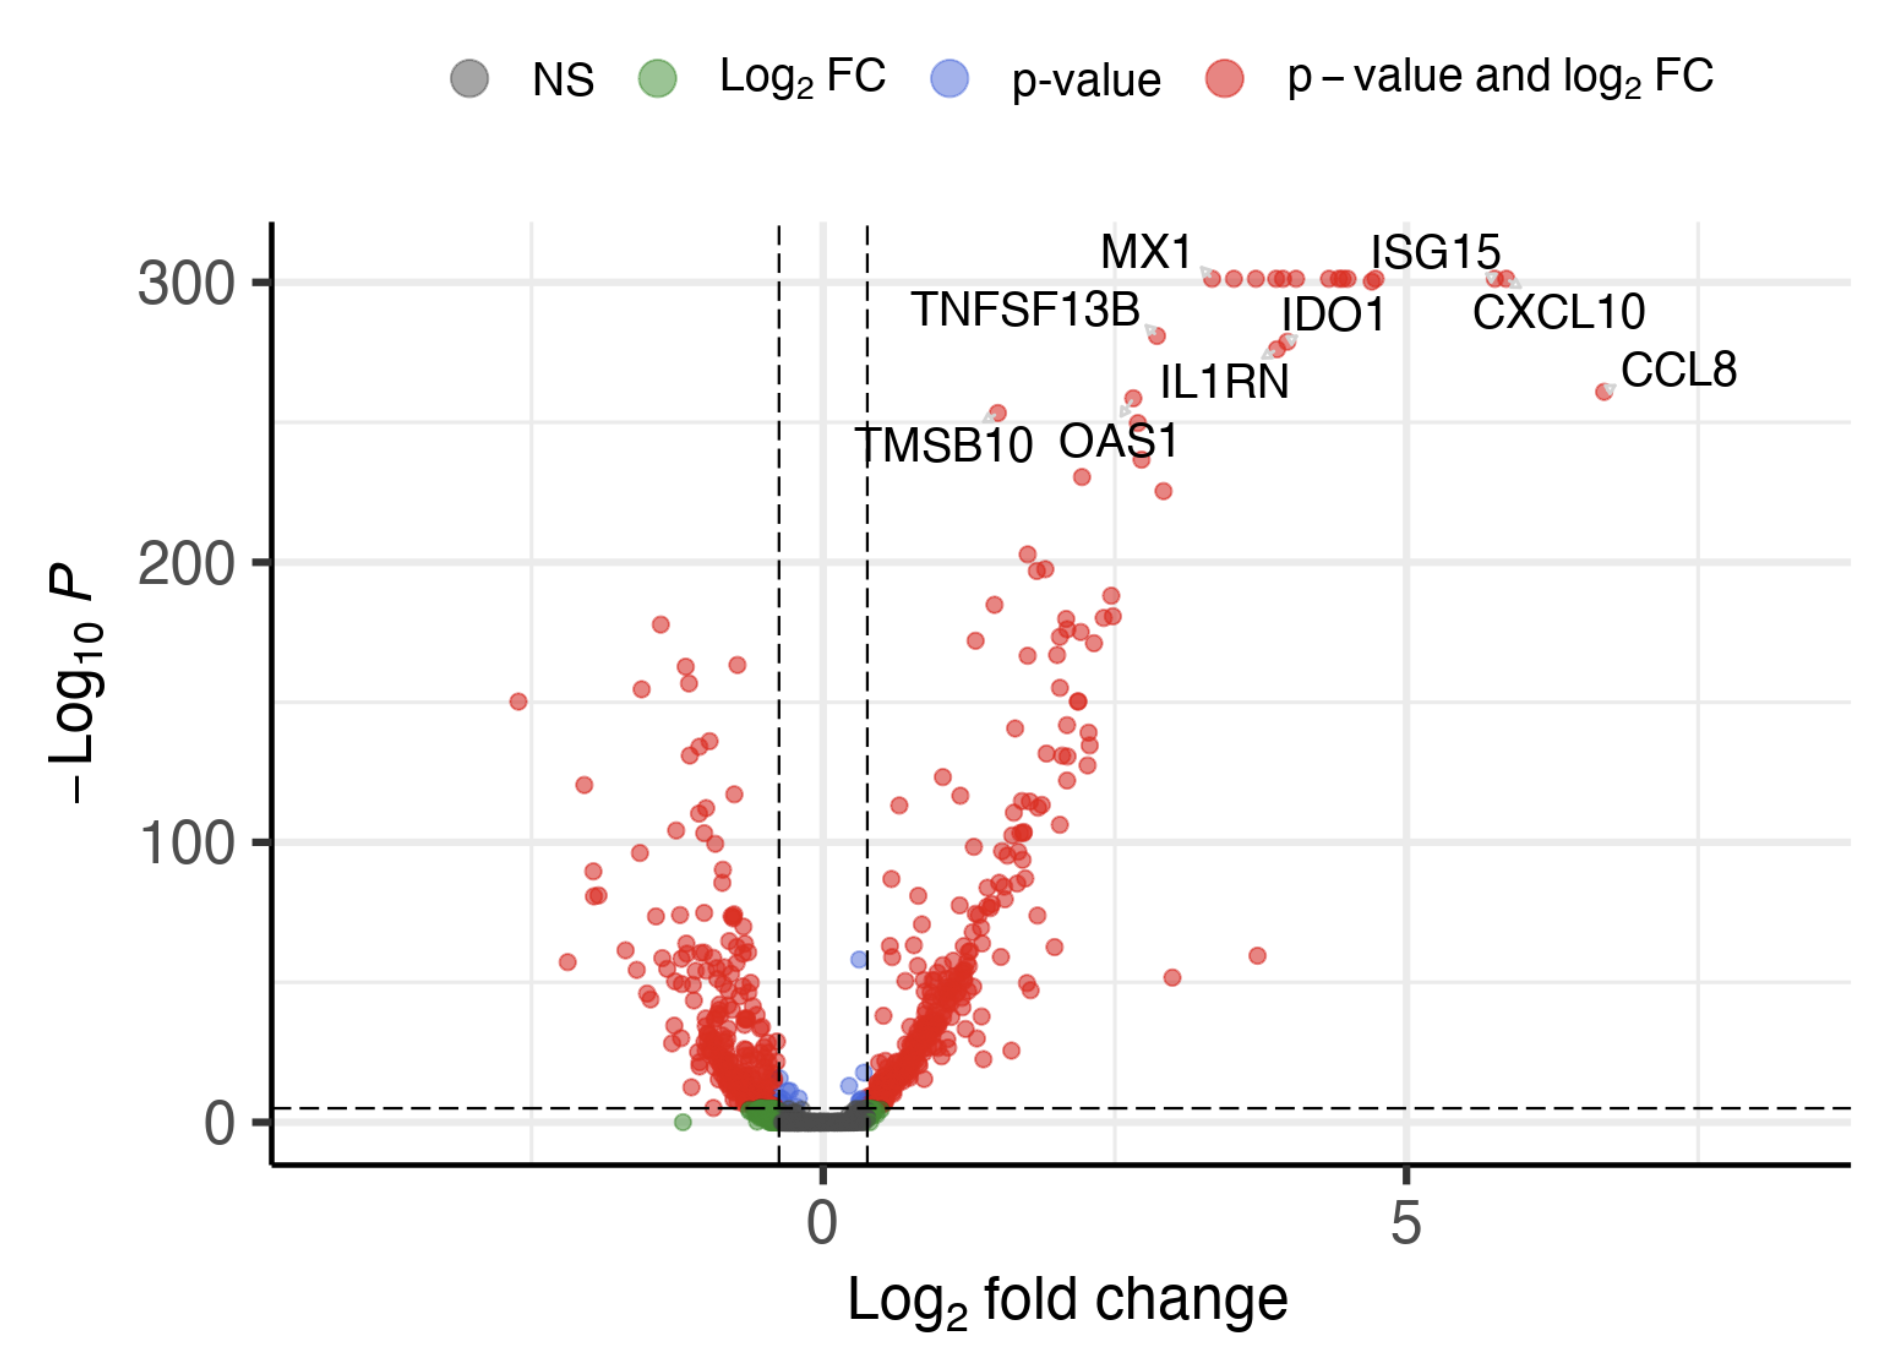 NS
Log₂ FC
p-value
p – value and log₂ FC
MX1
ISG15
TNFSF13B
IDO1
CXCL10
IL1RN
CCL8
TMSB10
OAS1
300
200
100
0
−Log₁₀ P
0
5
Log₂ fold change